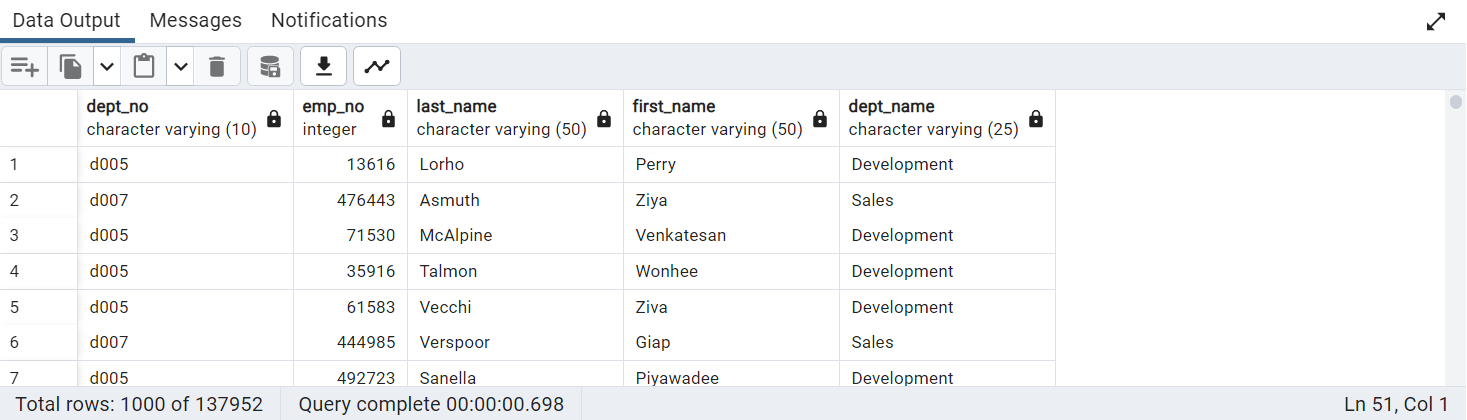 Data Output Messages Notifications
dept_no emp_no last_name first_name dept_name
character varying (10) integer character varying (50) character varying (50) character varying (25)
1 d005 13616 Lorho Perry Development
2 d007 476443 Asmuth Ziya Sales
3 d005 71530 McAlpine Venkatesan Development
4 d005 35916 Talmon Wonhee Development
5 d005 61583 Vecchi Ziva Development
6 d007 444985 Verspoor Giap Sales
7 d005 492723 Sanella Piyawadee Development
Total rows: 1000 of 137952 Query complete 00:00:00.698 Ln 51, Col 1